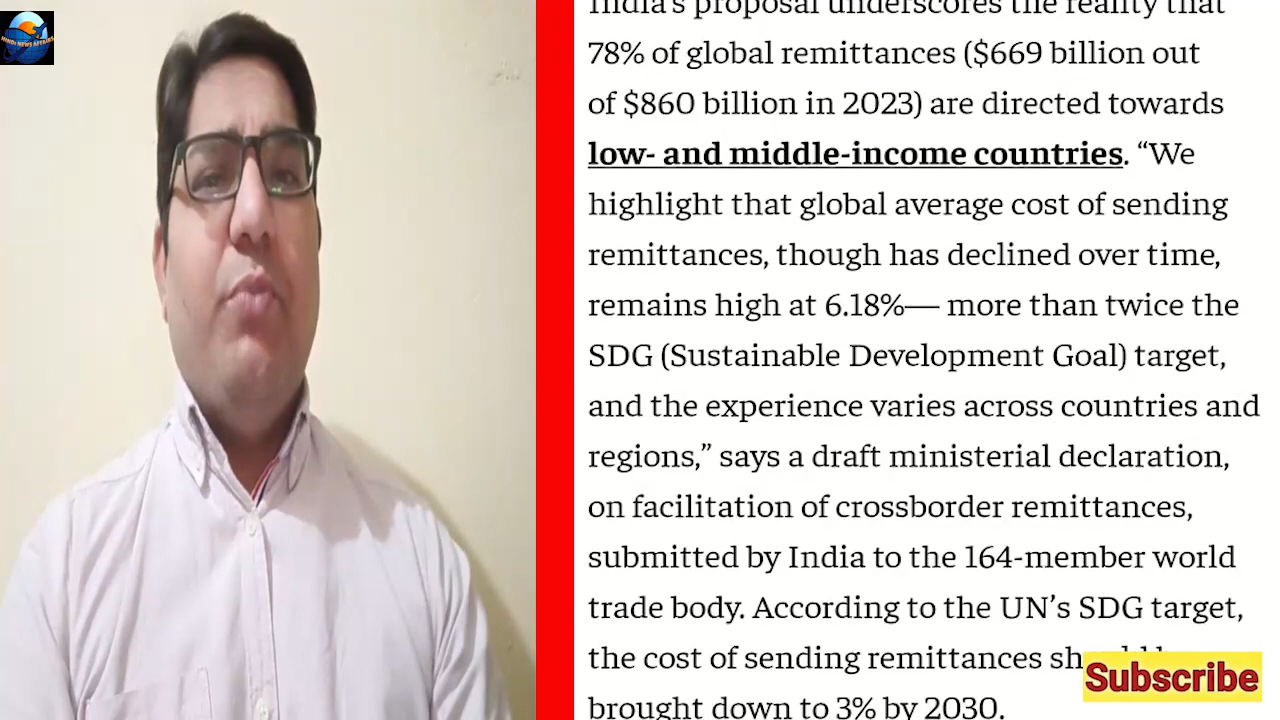 HINDI NEWS AFFAIRS
India's proposal underscores the reality that
78% of global remittances ($669 billion out
of $860 billion in 2023) are directed towards
low- and middle-income countries. “We
highlight that global average cost of sending
remittances, though has declined over time,
remains high at 6.18%— more than twice the
SDG (Sustainable Development Goal) target,
and the experience varies across countries and
regions,” says a draft ministerial declaration,
on facilitation of crossborder remittances,
submitted by India to the 164-member world
trade body. According to the UN’s SDG target,
the cost of sending remittances
brought down to 3% by 2030.
Subscribe